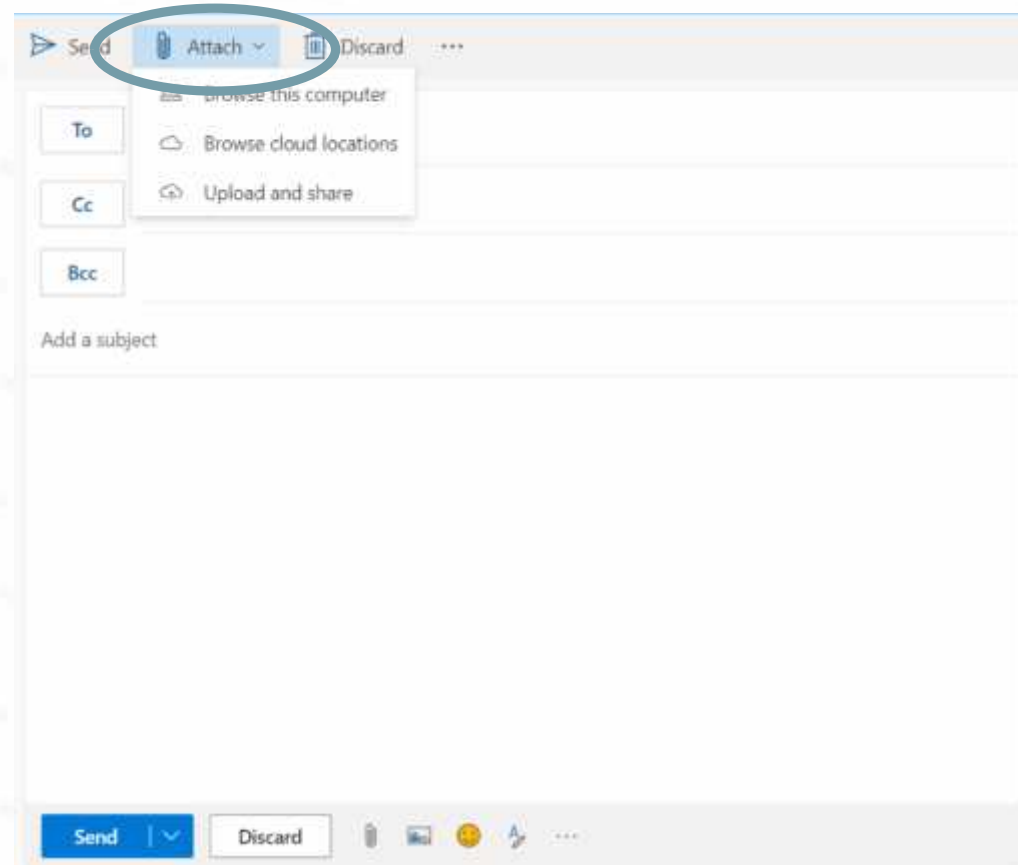 Send Attach Discard ...
Browse this computer
To
Browse cloud locations
Upload and share
Cc
Bcc
Add a subject
Send Discard ...